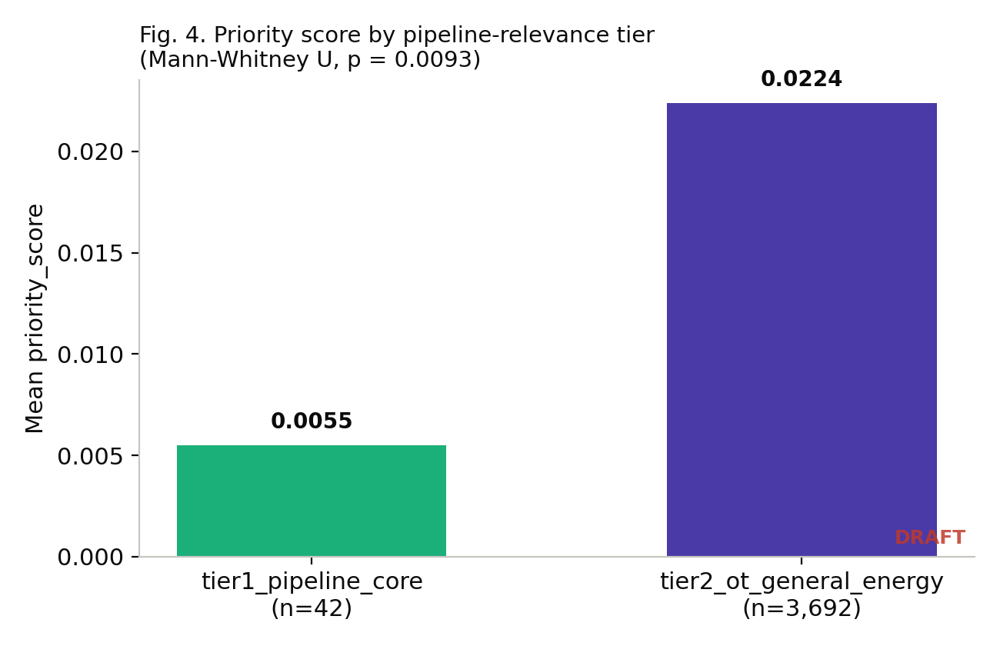 Fig. 4. Priority score by pipeline-relevance tier
(Mann-Whitney U, p = 0.0093)
Mean priority_score
0.020
0.015
0.010
0.005
0.000
0.0055
0.0224
DRAFT
tier1_pipeline_core
(n=42)
tier2_ot_general_energy
(n=3,692)